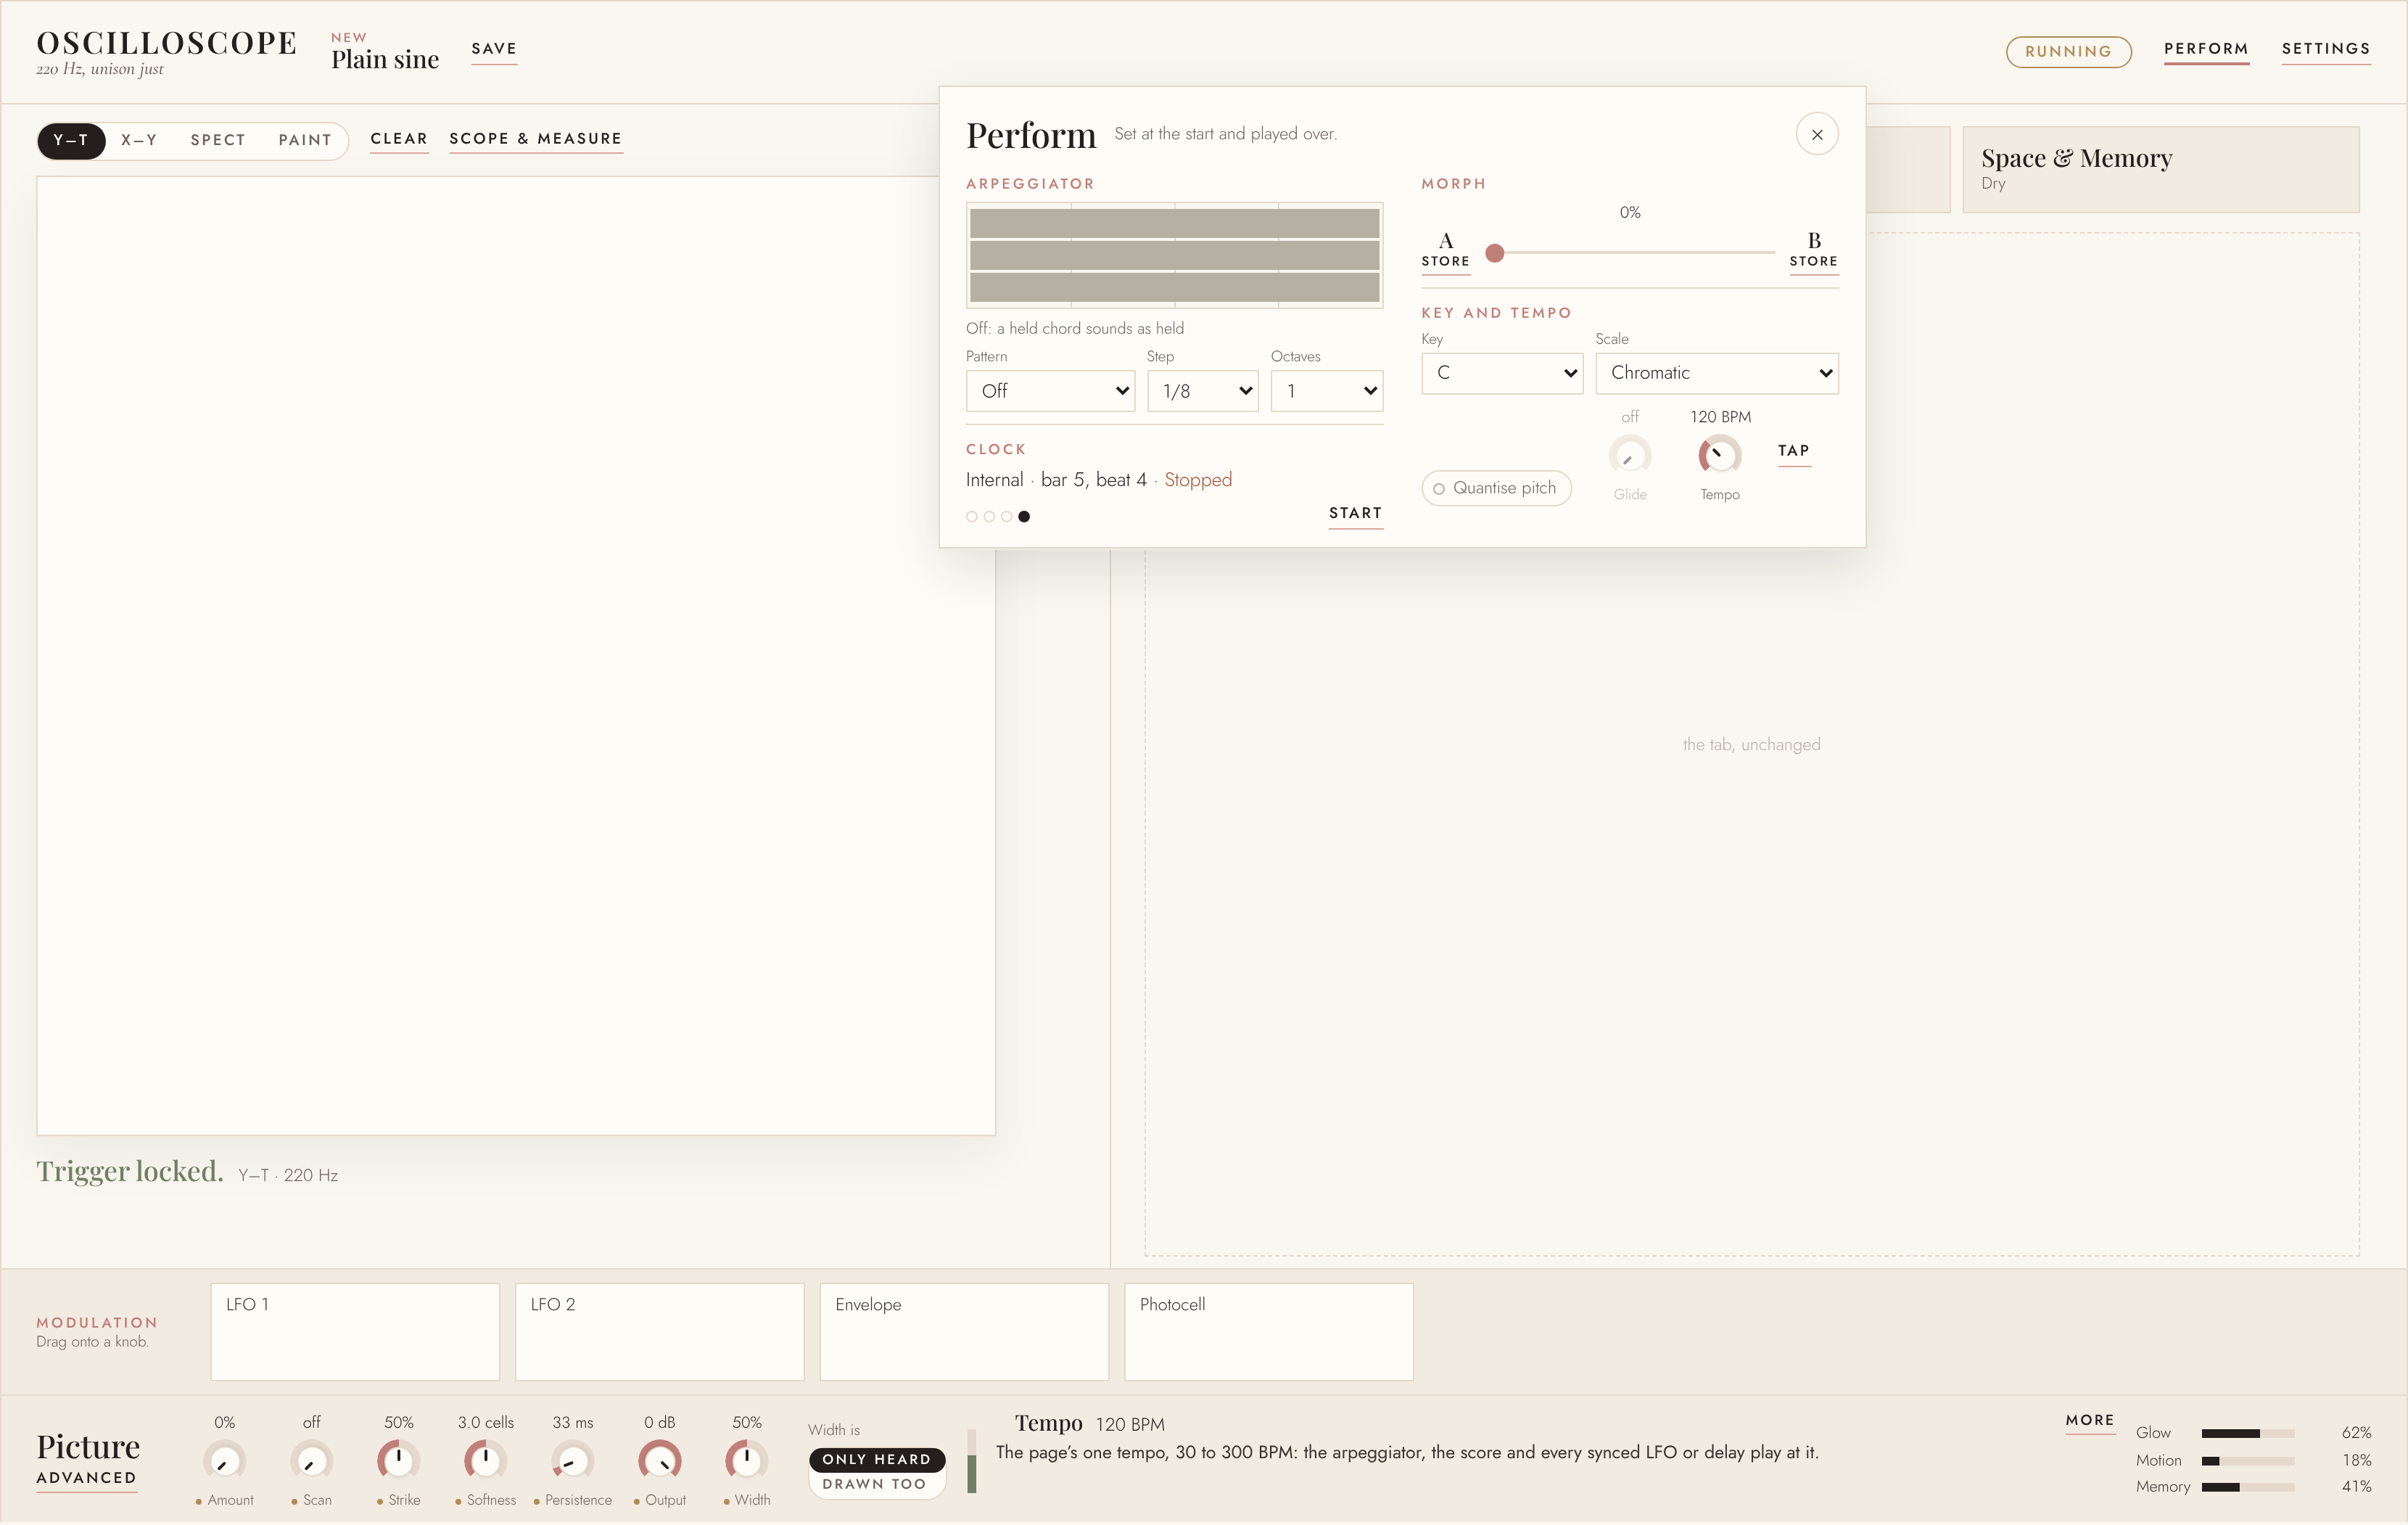 OSCILLOSCOPE
220 Hz, unison just
NEW
Plain sine
SAVE
RUNNING
PERFORM
SETTINGS
Y–T
X–Y
SPECT
PAINT
CLEAR
SCOPE & MEASURE
Perform
Set at the start and played over.
×
ARPEGGIATOR
Off: a held chord sounds as held
Pattern
Step
Octaves
Off
1/8
1
CLOCK
Internal · bar 5, beat 4 · Stopped
START
MORPH
0%
A
STORE
B
STORE
KEY AND TEMPO
Key
Scale
C
Chromatic
off
120 BPM
TAP
Quantise pitch
Glide
Tempo
Space & Memory
Dry
the tab, unchanged
Trigger locked.
Y–T · 220 Hz
MODULATION
Drag onto a knob.
LFO 1
LFO 2
Envelope
Photocell
Picture
ADVANCED
0%
off
50%
3.0 cells
33 ms
0 dB
50%
Amount
Scan
Strike
Softness
Persistence
Output
Width
Width is
ONLY HEARD
DRAWN TOO
Tempo 120 BPM
The page’s one tempo, 30 to 300 BPM: the arpeggiator, the score and every synced LFO or delay play at it.
MORE
Glow 62%
Motion 18%
Memory 41%